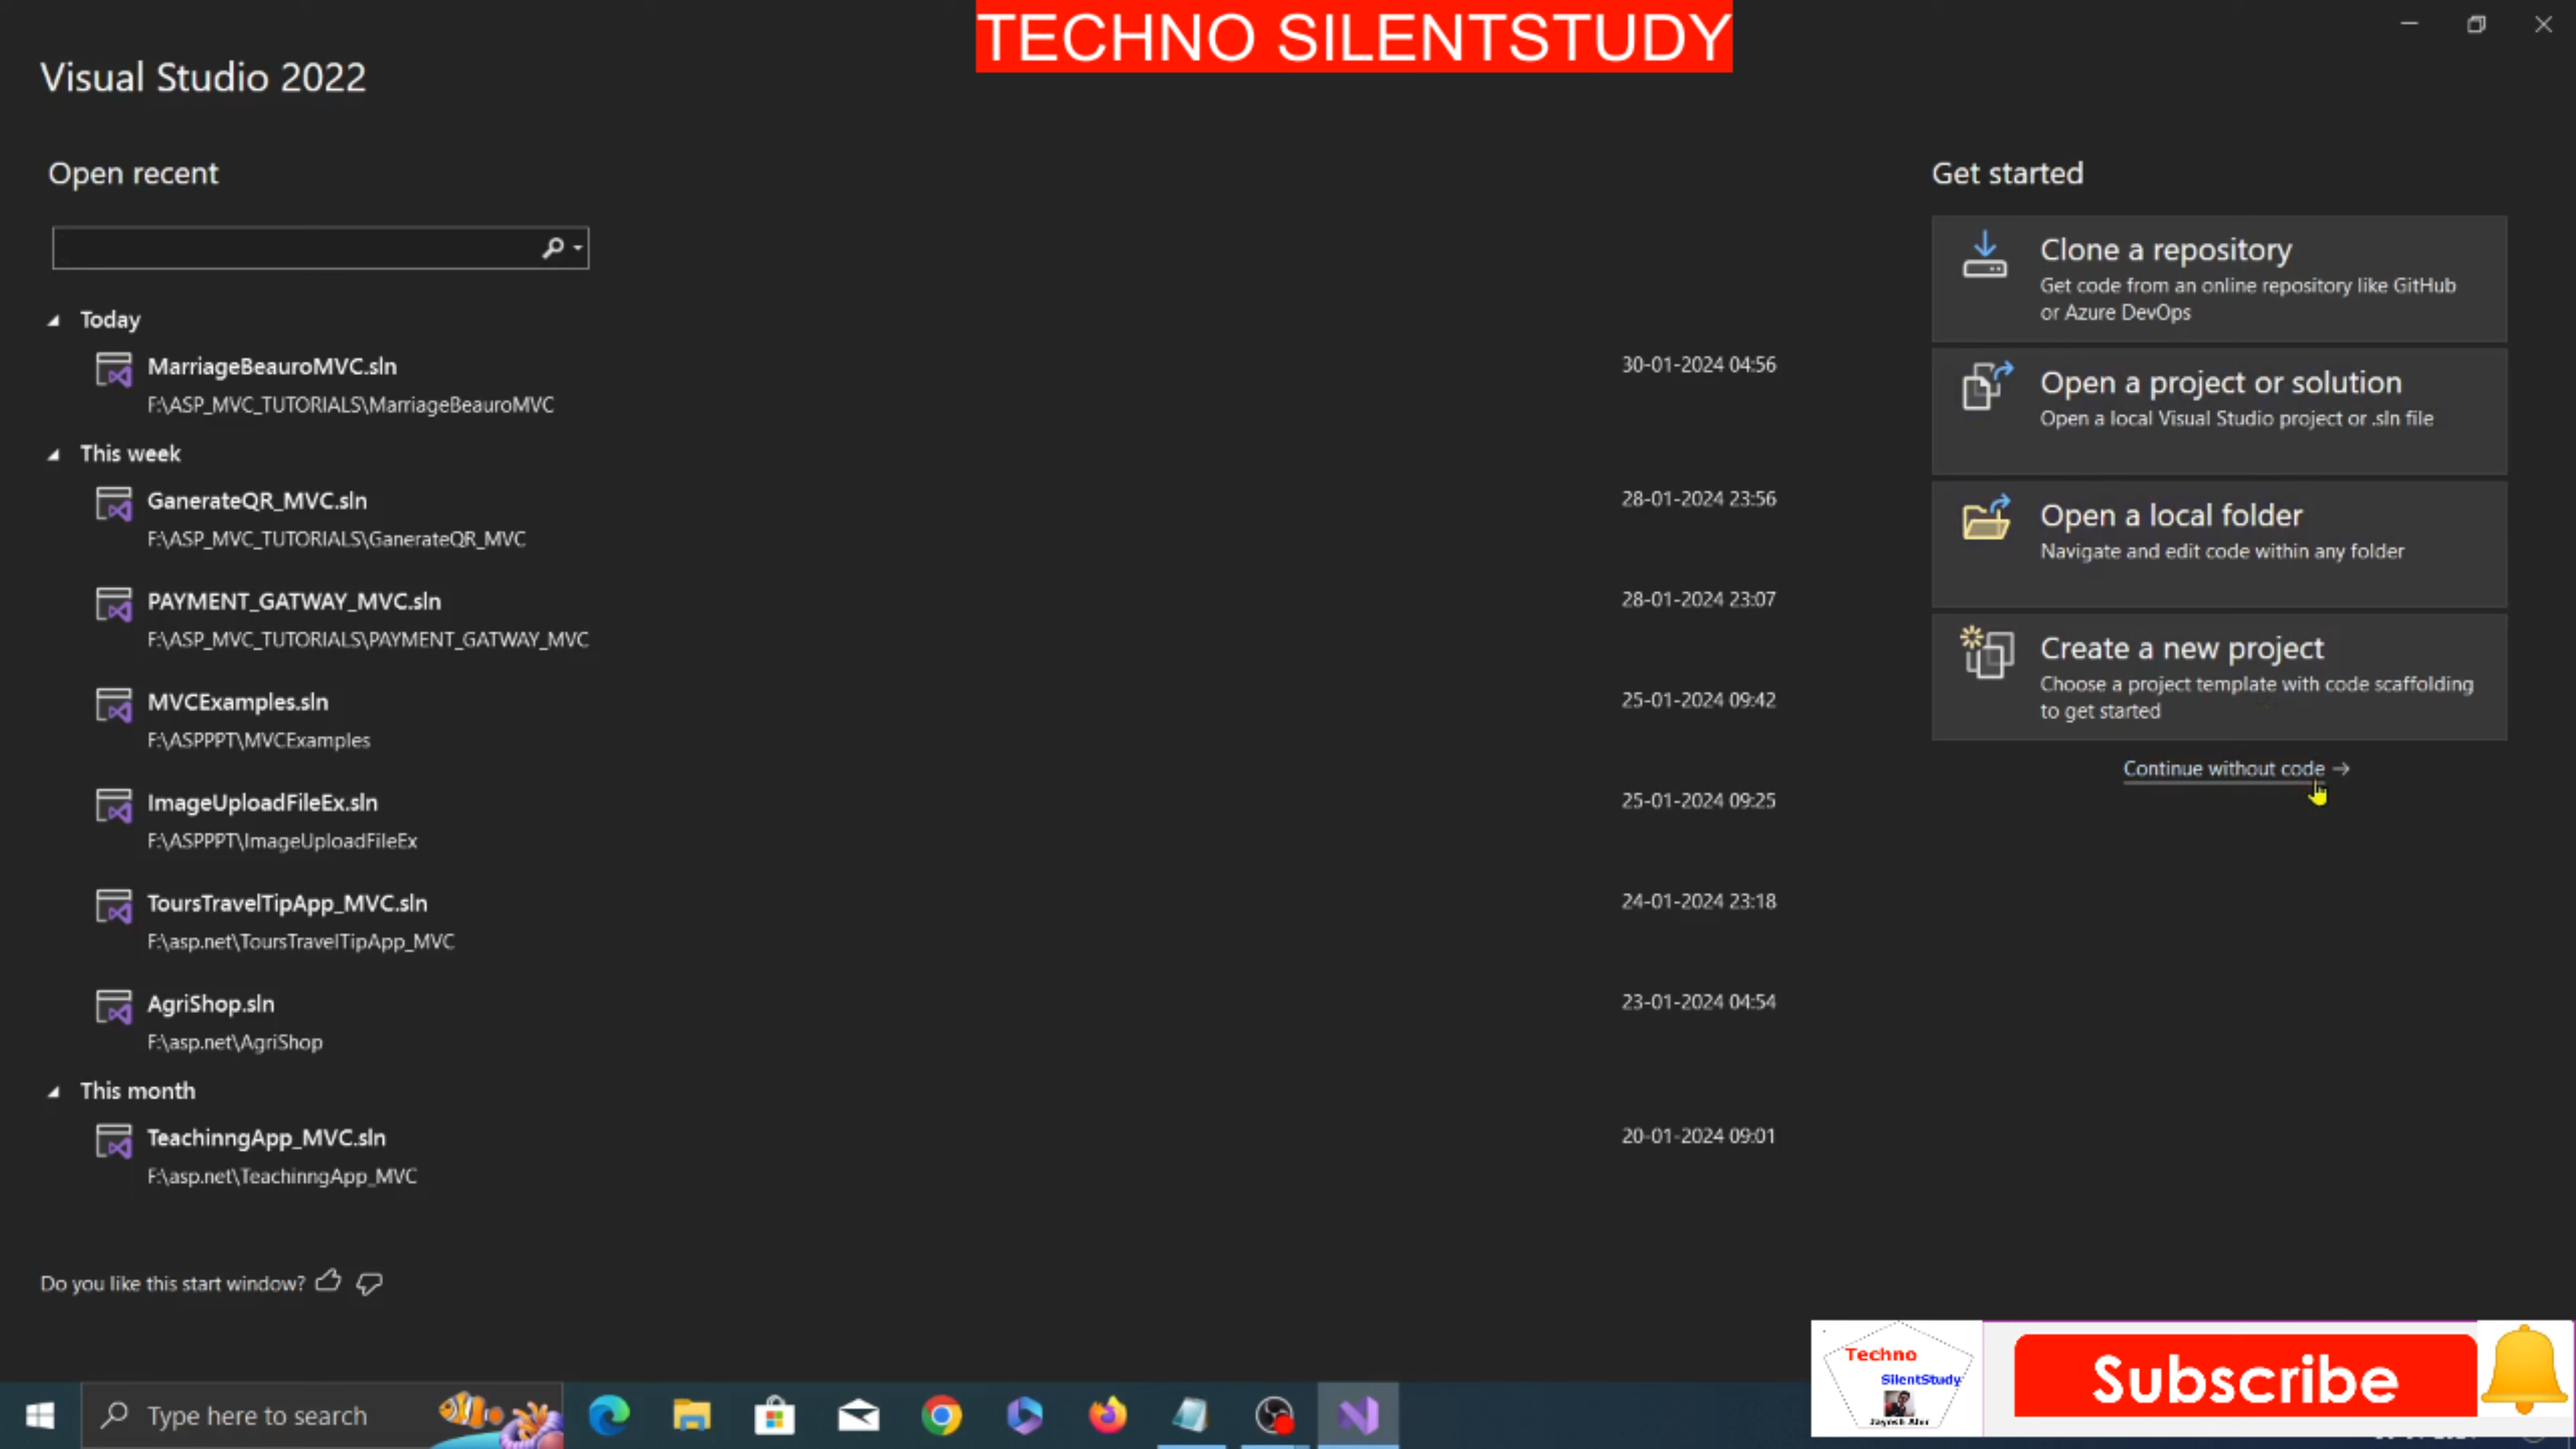 TECHNO SILENTSTUDY
Visual Studio 2022
Open recent
Today
MarriageBeauroMVC.sln
30-01-2024 04:56
F:\ASP_MVC_TUTORIALS\MarriageBeauroMVC
This week
GanerateQR_MVC.sln
28-01-2024 23:56
F:\ASP_MVC_TUTORIALS\GanerateQR_MVC
PAYMENT_GATWAY_MVC.sln
28-01-2024 23:07
F:\ASP_MVC_TUTORIALS\PAYMENT_GATWAY_MVC
MVCExamples.sln
25-01-2024 09:42
F:\ASPPPT\MVCExamples
ImageUploadFileEx.sln
25-01-2024 09:25
F:\ASPPPT\ImageUploadFileEx
ToursTravelTipApp_MVC.sln
24-01-2024 23:18
F:\asp.net\ToursTravelTipApp_MVC
AgriShop.sln
23-01-2024 04:54
F:\asp.net\AgriShop
This month
TeachinngApp_MVC.sln
20-01-2024 09:01
F:\asp.net\TeachinngApp_MVC
Do you like this start window?
Get started
Clone a repository
Get code from an online repository like GitHub
or Azure DevOps
Open a project or solution
Open a local Visual Studio project or .sln file
Open a local folder
Navigate and edit code within any folder
Create a new project
Choose a project template with code scaffolding
to get started
Continue without code →
Techno
SilentStudy
Subscribe
Type here to search